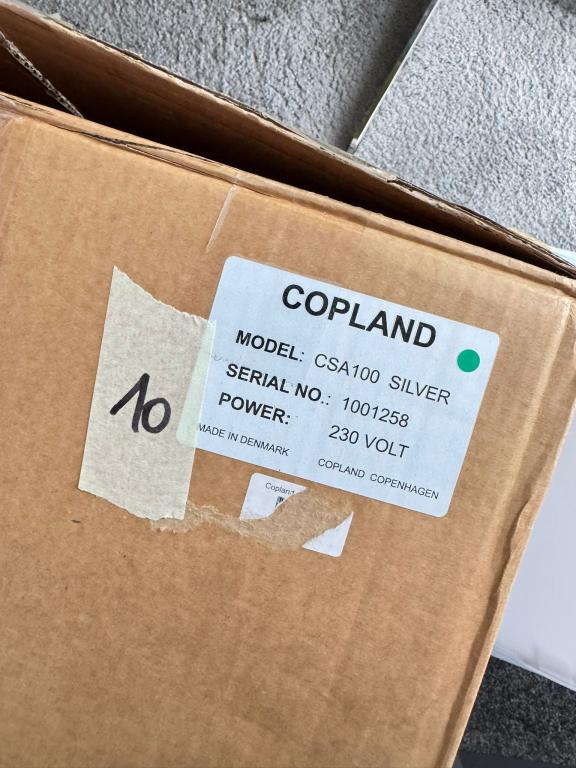 COPLAND
MODEL: CSA100 SILVER
SERIAL NO.: 1001258
POWER: 230 VOLT
MADE IN DENMARK COPLAND COPENHAGEN
10
Copland